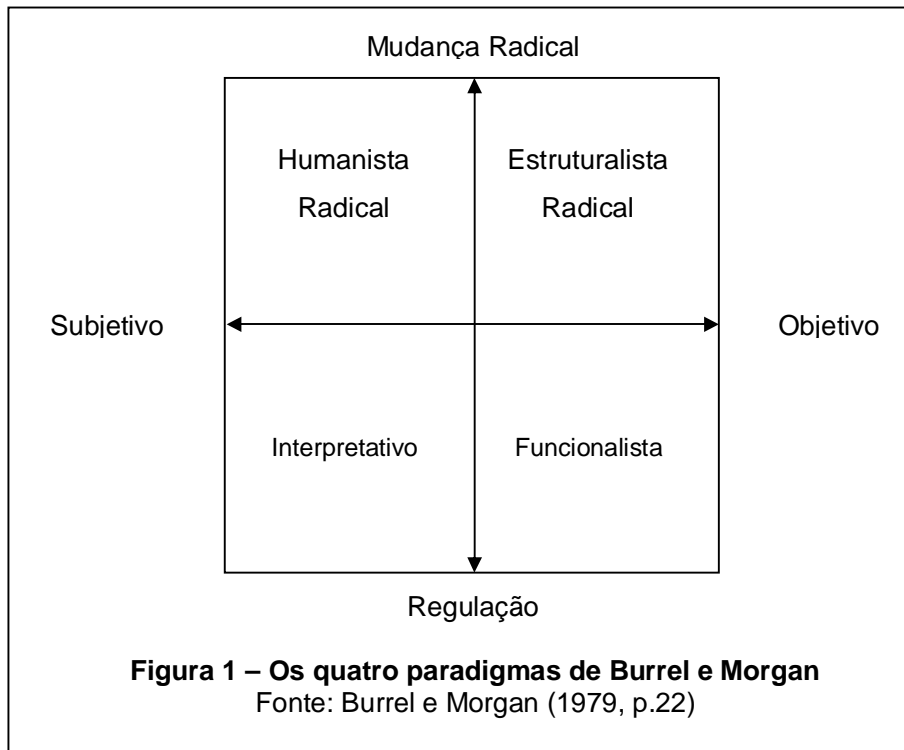 Mudança Radical
Humanista Estruturalista
Radical Radical
Subjetivo Objetivo
Interpretativo Funcionalista
Regulação
Figura 1 – Os quatro paradigmas de Burrel e Morgan
Fonte: Burrel e Morgan (1979, p.22)